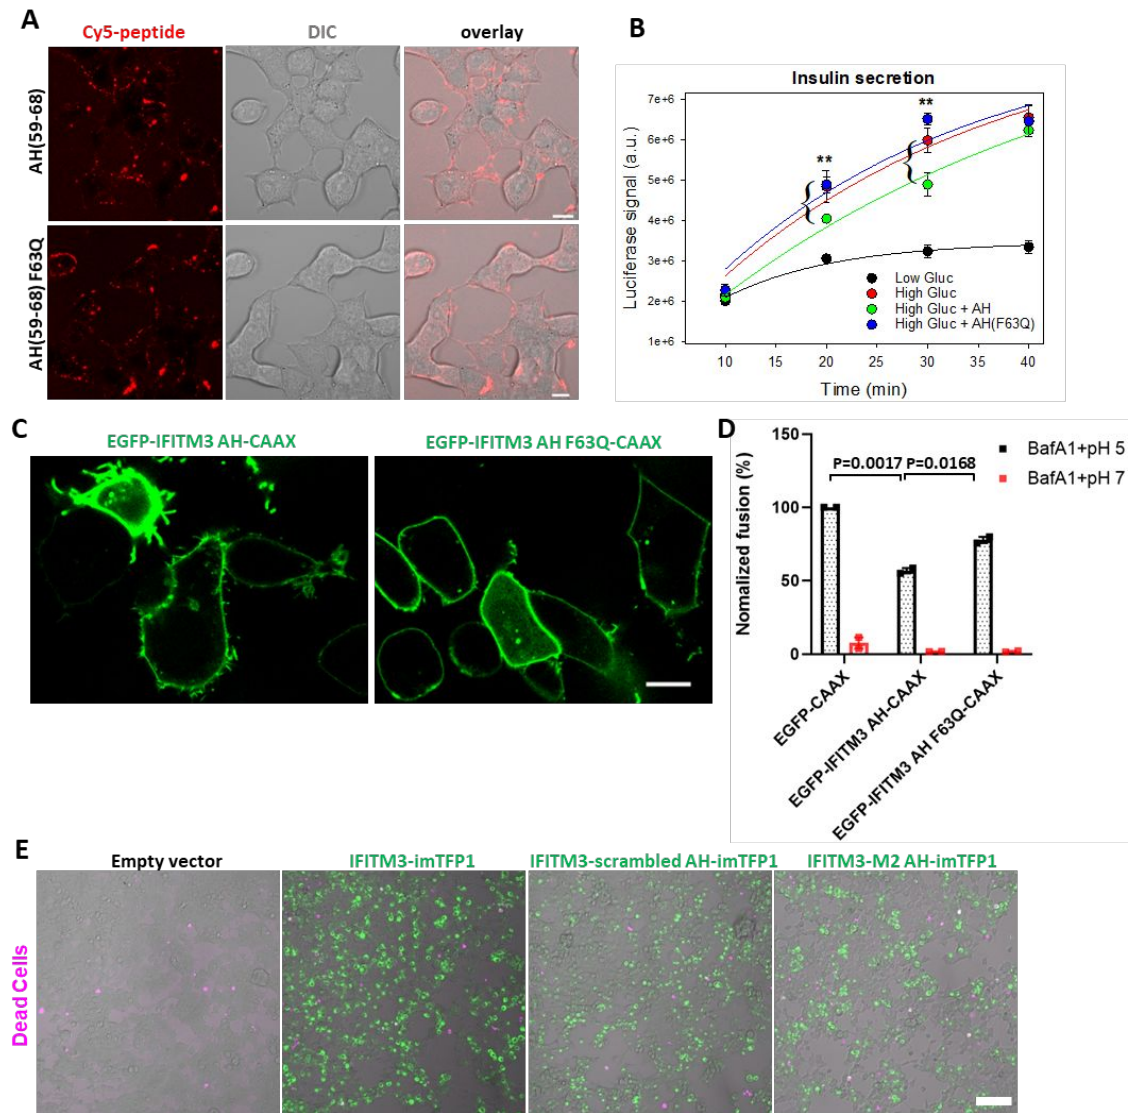 A
Cy5-peptide
DIC
overlay
AH(59-68)
AH(59-68) F63Q
B
Insulin secretion
Luciferase signal (a.u.)
7e+6
6e+6
5e+6
4e+6
3e+6
2e+6
1e+6
**
**
{
{
Low Gluc
High Gluc
High Gluc + AH
High Gluc + AH(F63Q)
10
20
30
40
Time (min)
C
EGFP-IFITM3 AH-CAAX
EGFP-IFITM3 AH F63Q-CAAX
D
Nomalized fusion (%)
150
100
50
0
P=0.0017
P=0.0168
BafA1+pH 5
BafA1+pH 7
EGFP-CAAX
EGFP-IFITM3 AH-CAAX
EGFP-IFITM3 AH F63Q-CAAX
E
Empty vector
IFITM3-imTFP1
IFITM3-scrambled AH-imTFP1
IFITM3-M2 AH-imTFP1
Dead Cells